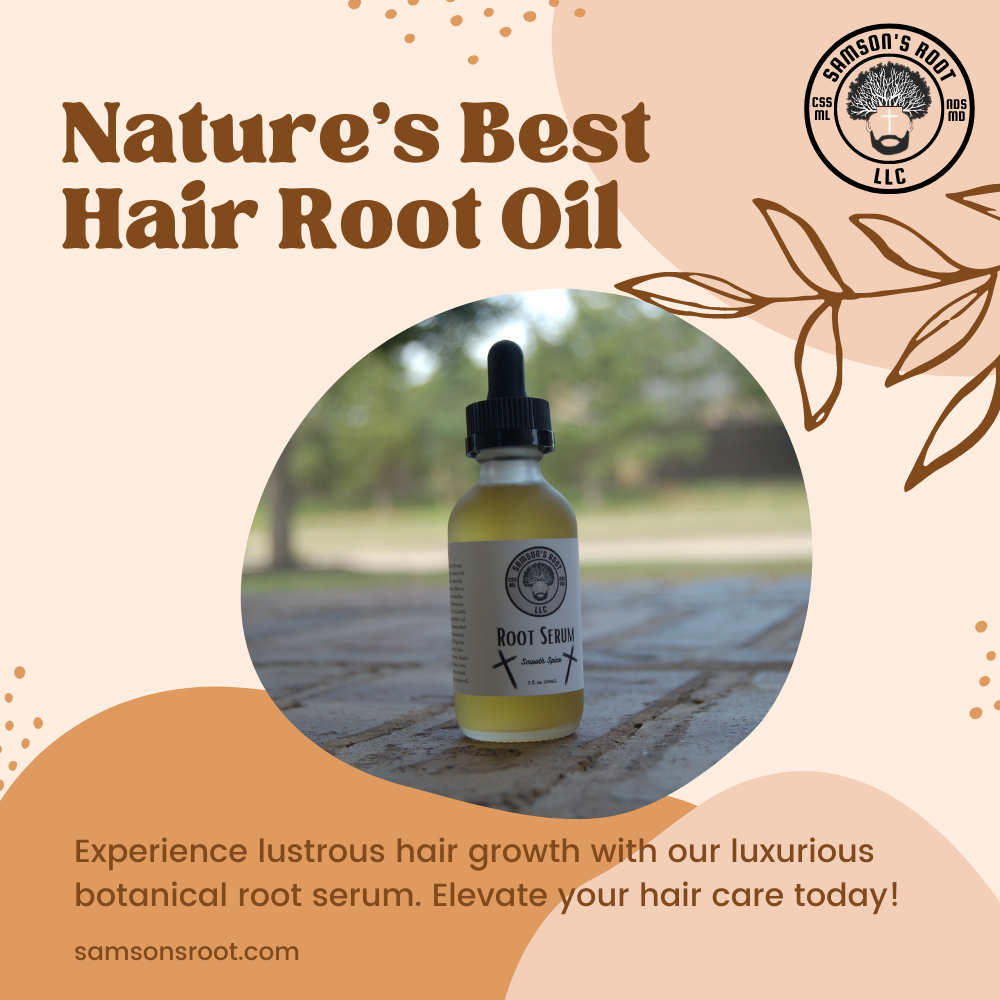 SAMSON'S ROOT
CSS
ML
NDS
MD
LLC
Nature's Best
Hair Root Oil
SAMSON'S ROOT
LLC
ROOT SERUM
Smooth Spice
Experience lustrous hair growth with our luxurious
botanical root serum. Elevate your hair care today!
samsonsroot.com